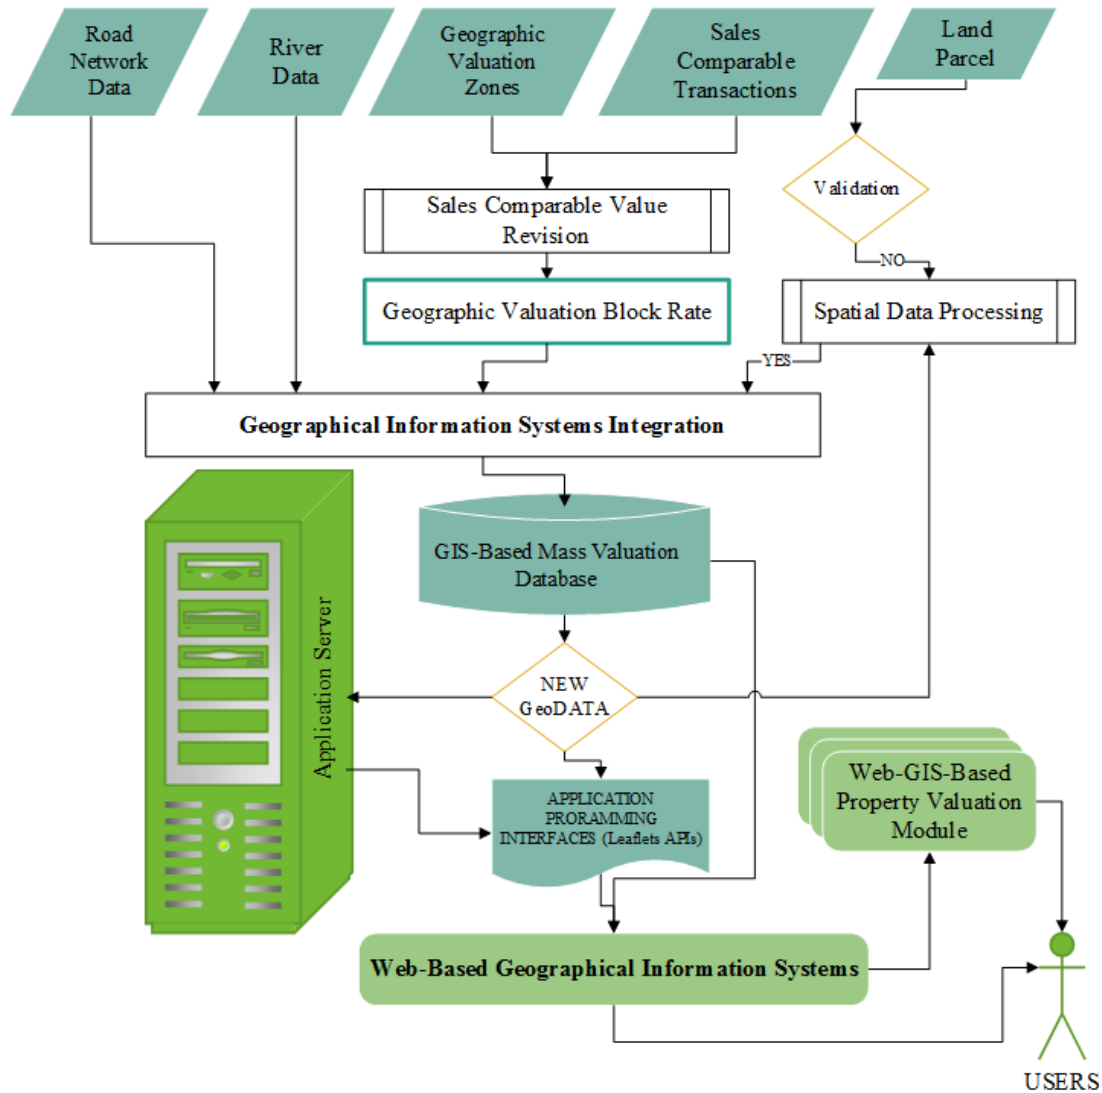 Road
Network
Data
River
Data
Geographic
Valuation
Zones
Sales
Comparable
Transactions
Land
Parcel
Validation
Sales Comparable Value
Revision
NO
Geographic Valuation Block Rate
Spatial Data Processing
YES
Geographical Information Systems Integration
GIS-Based Mass Valuation
Database
Application Server
NEW
GeoDATA
APPLICATION
PRORAMMING
INTERFACES (Leaflets APIs)
Web-GIS-Based
Property Valuation
Module
Web-Based Geographical Information Systems
USERS